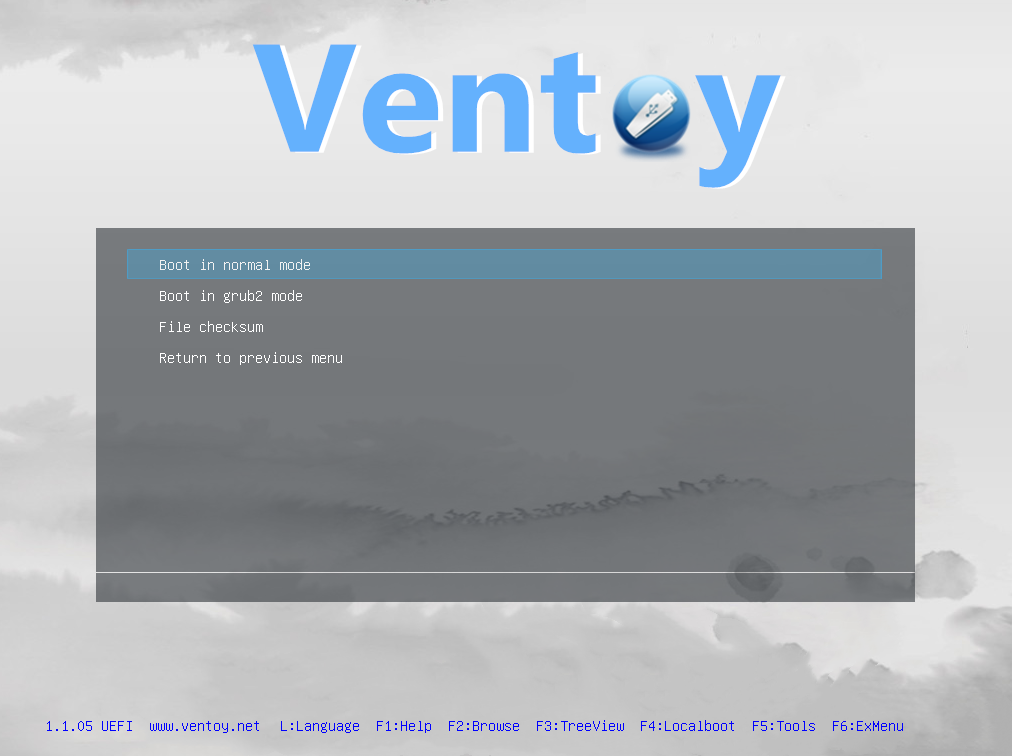 Ventoy
Boot in normal mode
Boot in grub2 mode
File checksum
Return to previous menu
1.1.05 UEFI www.ventoy.net L:Language F1:Help F2:Browse F3:TreeView F4:Localboot F5:Tools F6:ExMenu